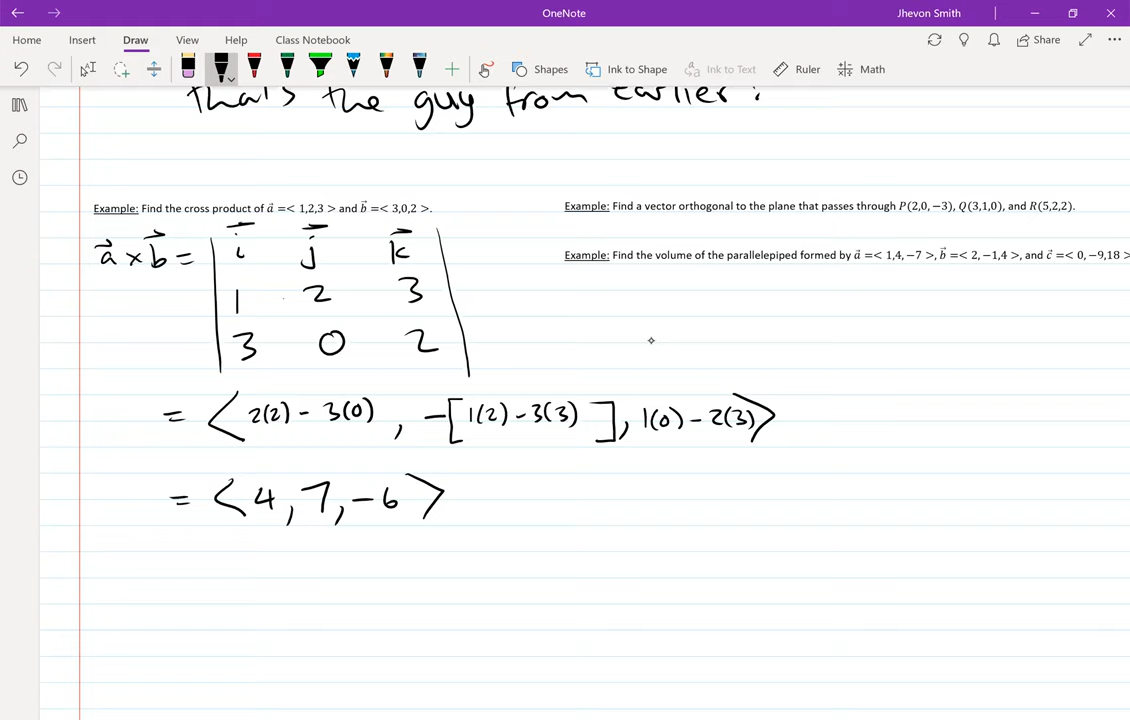 OneNote
Jhevon Smith
Home Insert Draw View Help Class Notebook
Share
Shapes Ink to Shape Ink to Text Ruler Math
that's the guy from earlier!
Example: Find the cross product of a⃗ =< 1,2,3 > and b⃗ =< 3,0,2 >.
a⃗ × b⃗ = | i⃗ j⃗ k⃗ |
1 2 3
3 0 2
= ⟨ 2(2) - 3(0) , -[ 1(2) - 3(3) ] , 1(0) - 2(3) ⟩
= ⟨ 4, 7, -6 ⟩
Example: Find a vector orthogonal to the plane that passes through P(2,0,−3), Q(3,1,0), and R(5,2,2).
Example: Find the volume of the parallelepiped formed by a⃗ =< 1,4,−7 >, b⃗ =< 2,−1,4 >, and c⃗ =< 0,−9,18 >